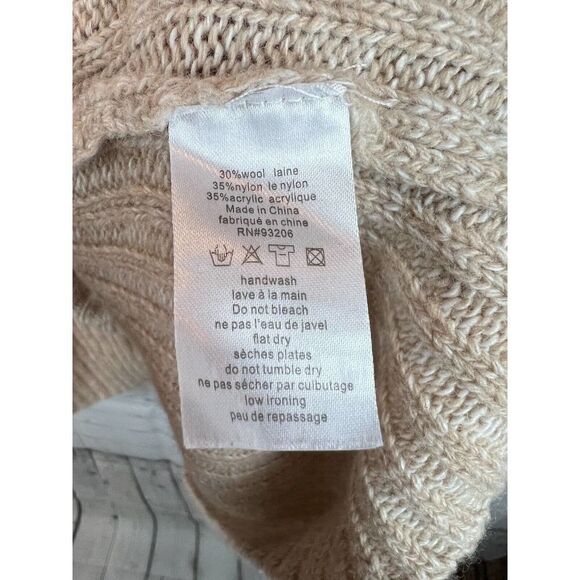 30%wool laine
35%nylon le nylon
35%acrylic acrylique
Made in China
fabriqué en chine
RN#93206
handwash
lave à la main
Do not bleach
ne pas l'eau de javel
flat dry
sèches plates
do not tumble dry
ne pas sécher par culbutage
low Ironing
peu de repassage